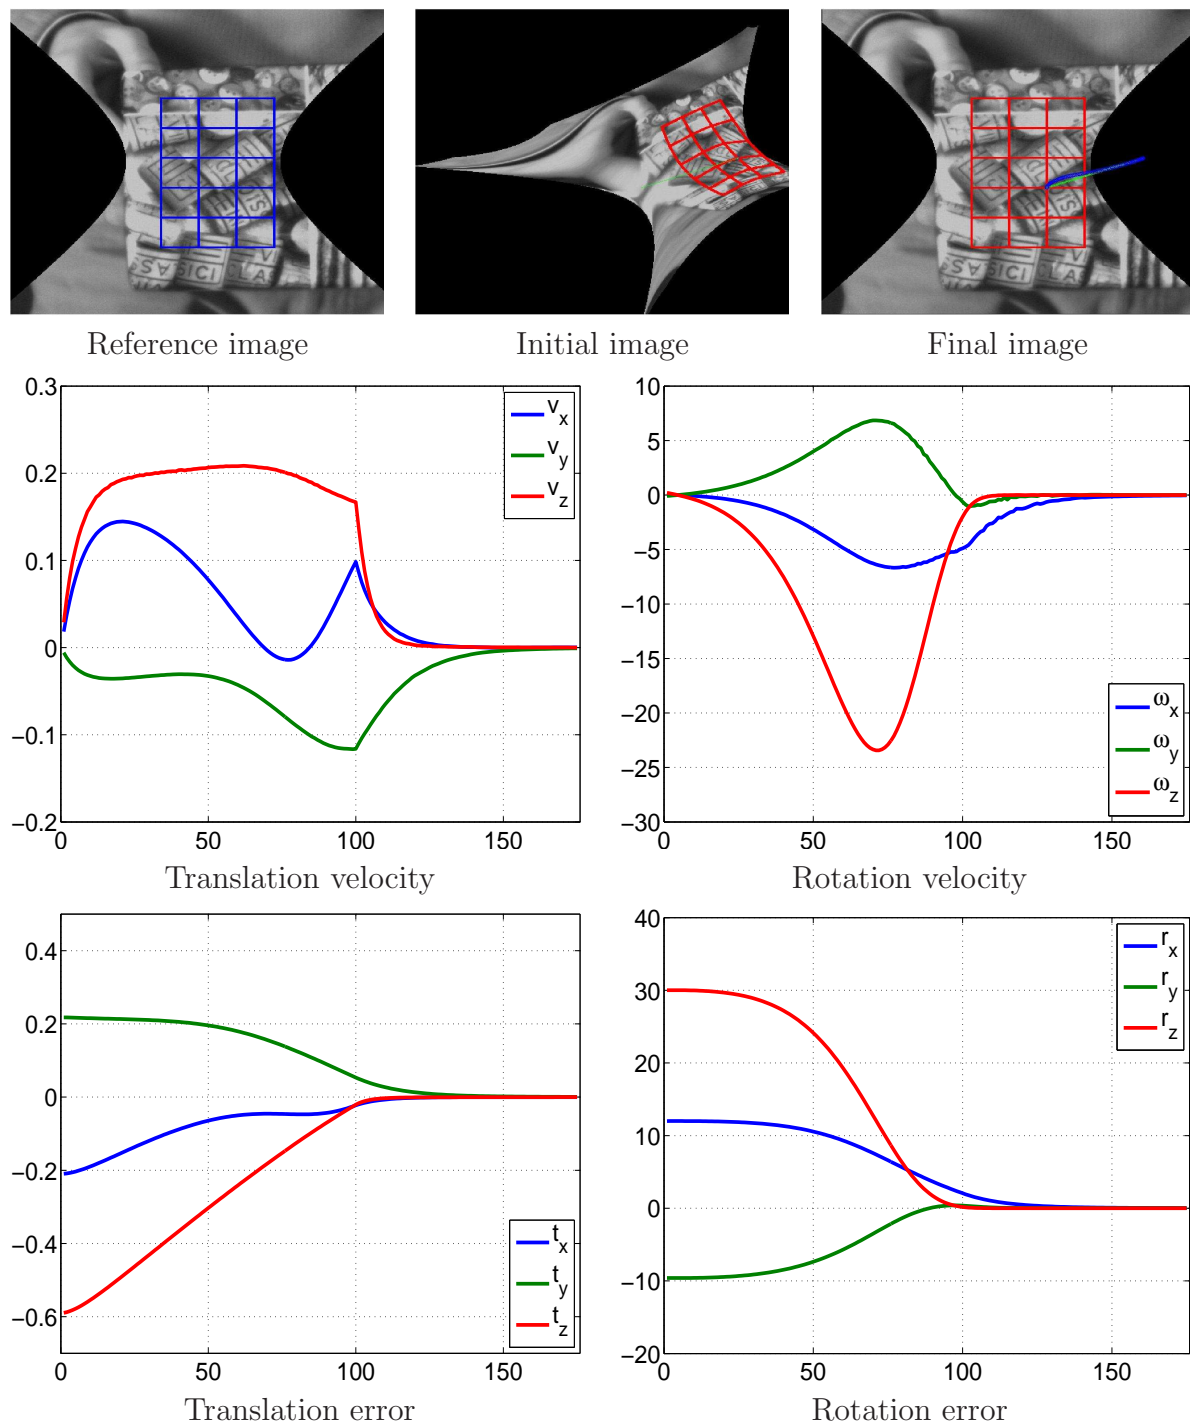 Reference image
Initial image
Final image
0.3
0.2
0.1
0
−0.1
−0.2
0
50
100
150
v_x
v_y
v_z
Translation velocity
10
5
0
−5
−10
−15
−20
−25
−30
0
50
100
150
ω_x
ω_y
ω_z
Rotation velocity
0.4
0.2
0
−0.2
−0.4
−0.6
0
50
100
150
t_x
t_y
t_z
Translation error
40
30
20
10
0
−10
−20
0
50
100
150
r_x
r_y
r_z
Rotation error